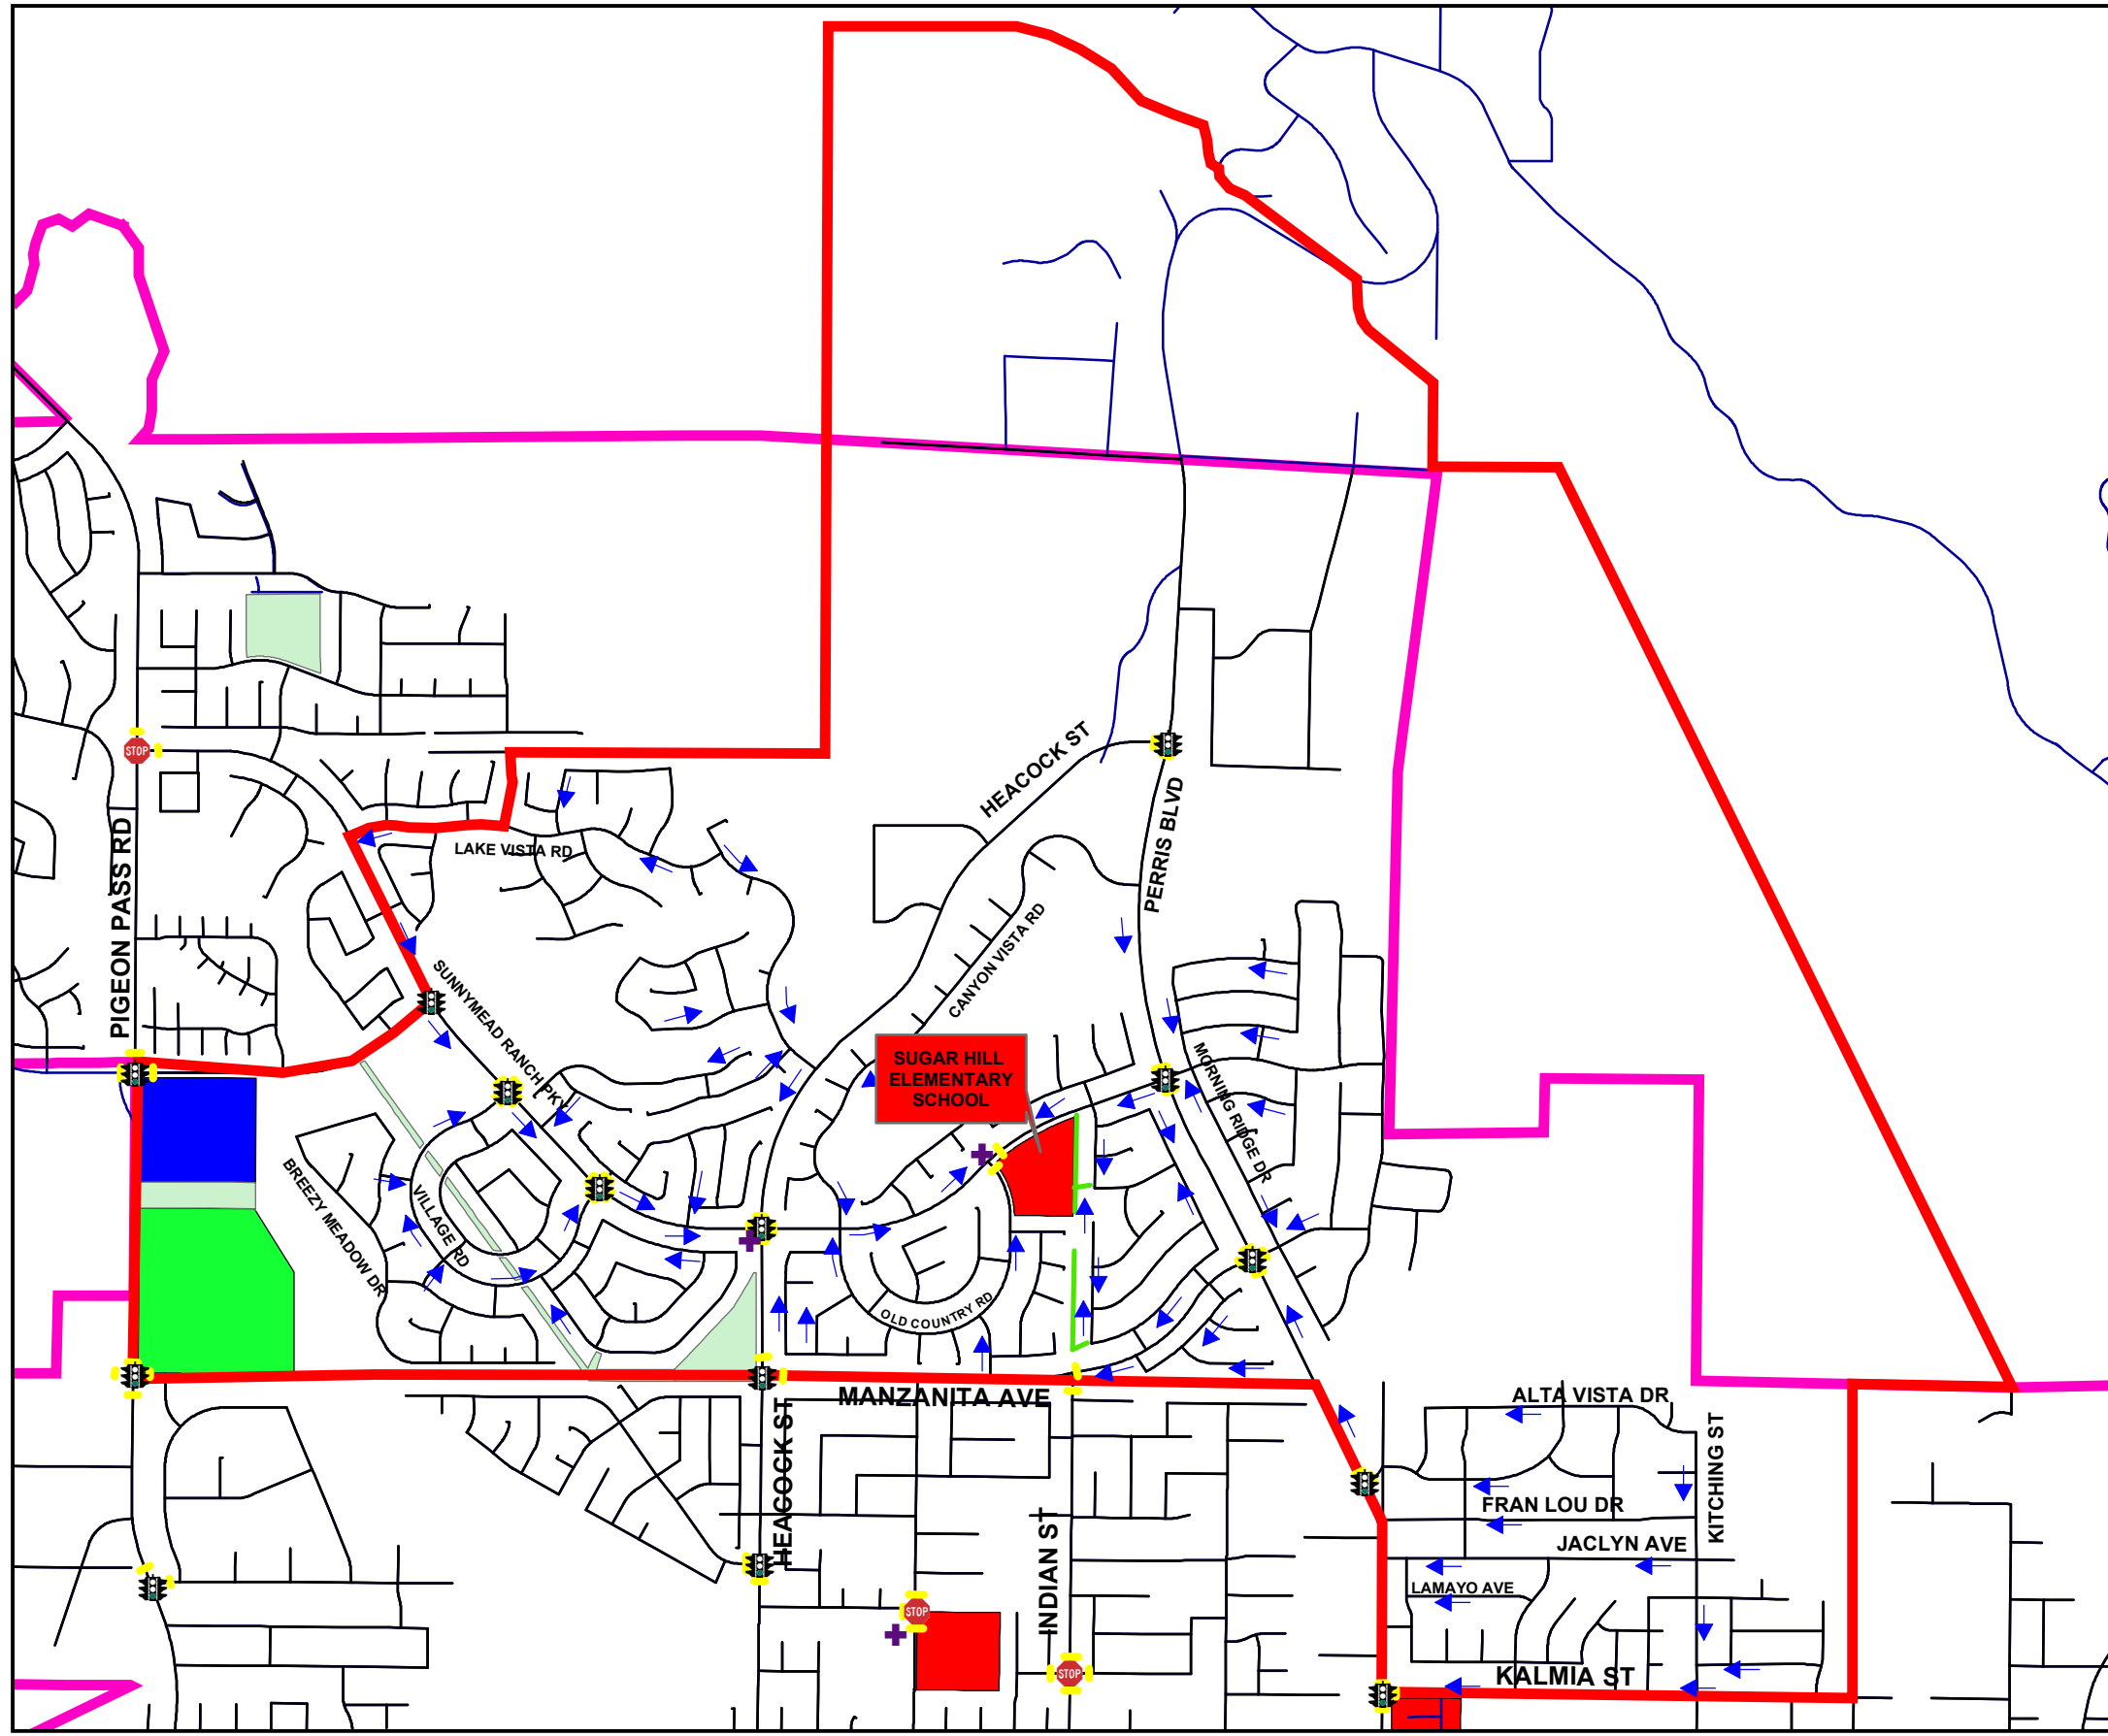 STOP
HEACOCK ST
PERRIS BLVD
LAKE VISTA RD
PIGEON PASS RD
CANYON VISTA RD
SUNNYMEAD RANCH PKY
SUGAR HILL
ELEMENTARY
SCHOOL
MORNING RIDGE DR
BREEZY MEADOW DR
VILLAGE RD
OLD COUNTRY RD
MANZANITA AVE
ALTA VISTA DR
HEACOCK ST
KITCHING ST
FRAN LOU DR
JACLYN AVE
INDIAN ST
LAMAYO AVE
STOP
STOP
KALMIA ST